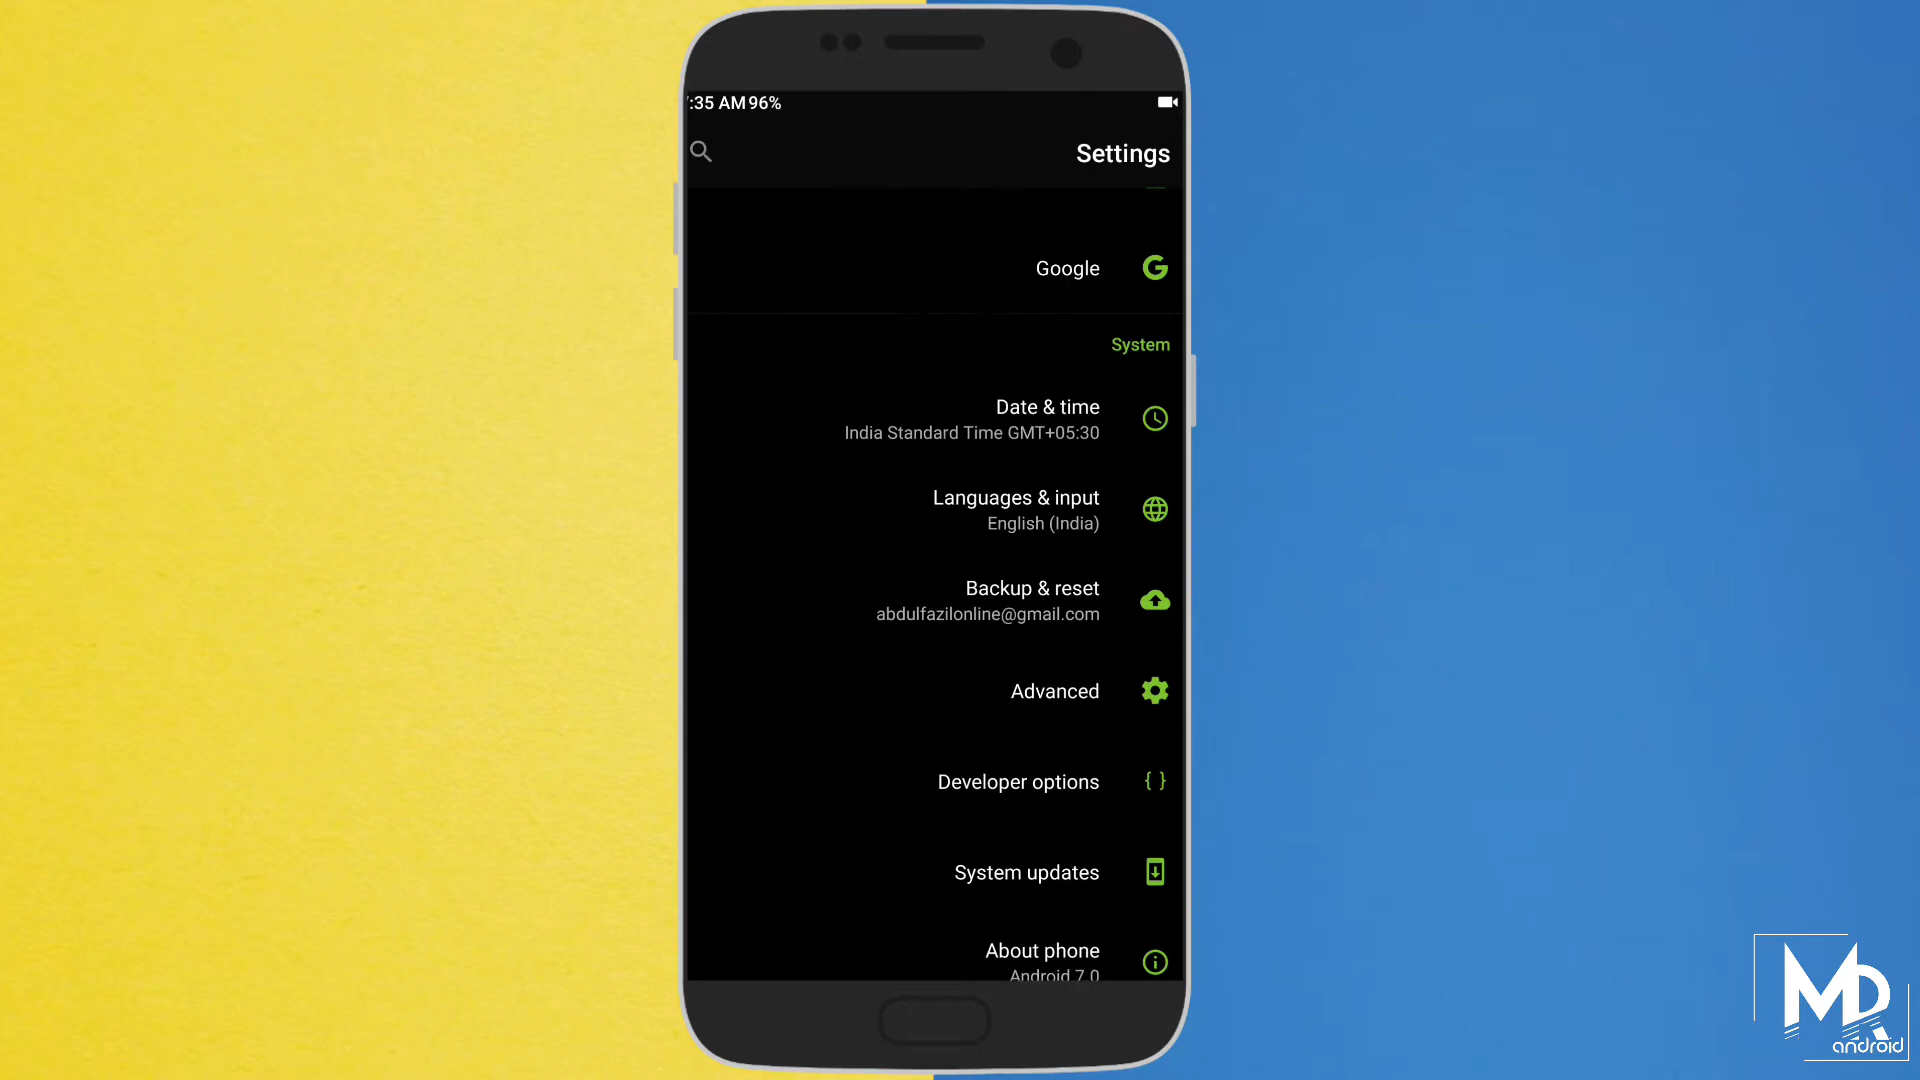 :35 AM 96%
Settings
Google
System
Date & time
India Standard Time GMT+05:30
Languages & input
English (India)
Backup & reset
abdulfazilonline@gmail.com
Advanced
Developer options
System updates
About phone
Android 7.0
MR
android